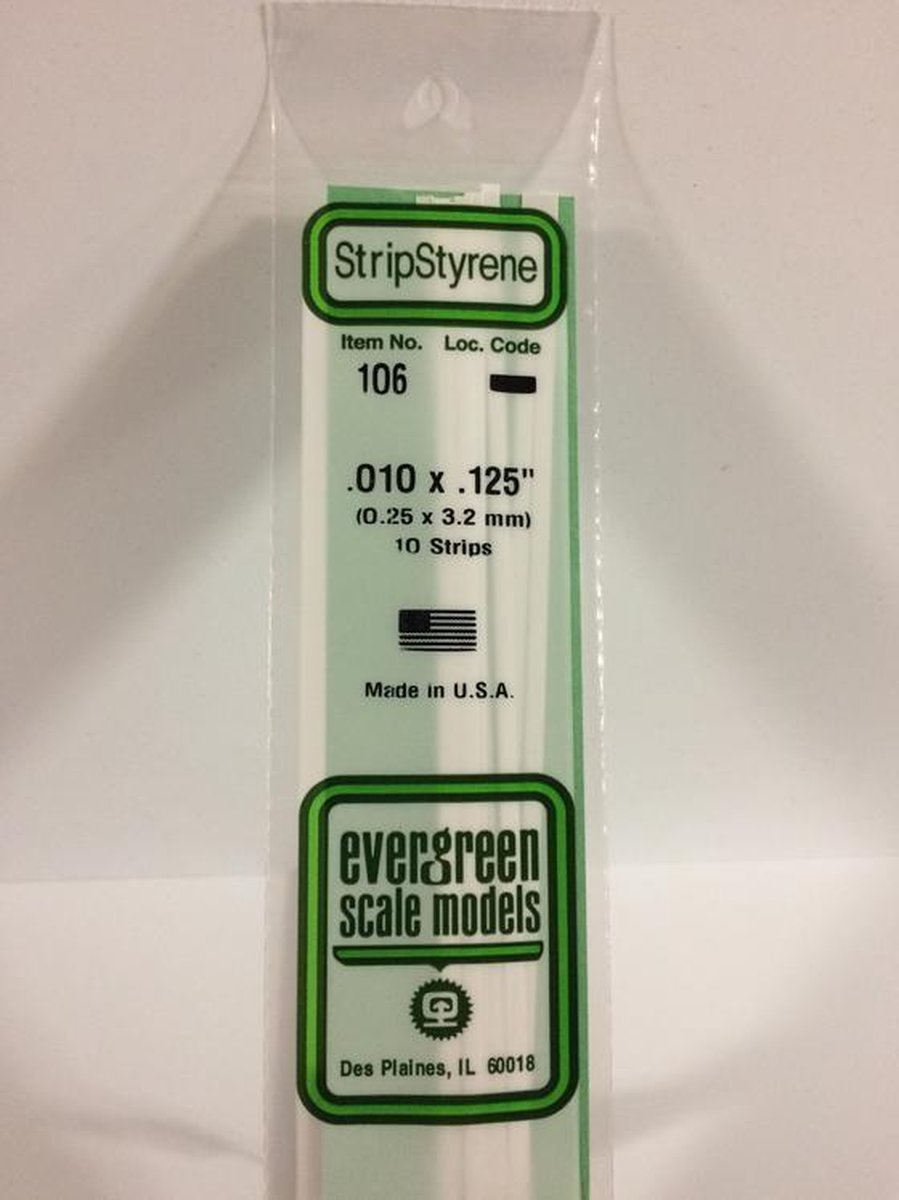 StripStyrene
Item No. Loc. Code
106
.010 x .125"
(0.25 x 3.2 mm)
10 Strips
Made in U.S.A.
evergreen
scale models
Des Plaines, IL 60018